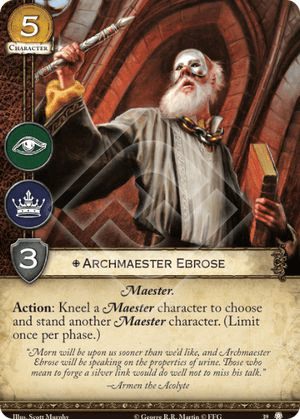 5
Character
3
Archmaester Ebrose
Maester.
Action: Kneel a Maester character to choose
and stand another Maester character. (Limit
once per phase.)
"Morn will be upon us sooner than we'd like, and Archmaester
Ebrose will be speaking on the properties of urine. Those who
mean to forge a silver link would do well not to miss his talk."
–Armen the Acolyte
Illus. Scott Murphy
© George R.R. Martin © FFG